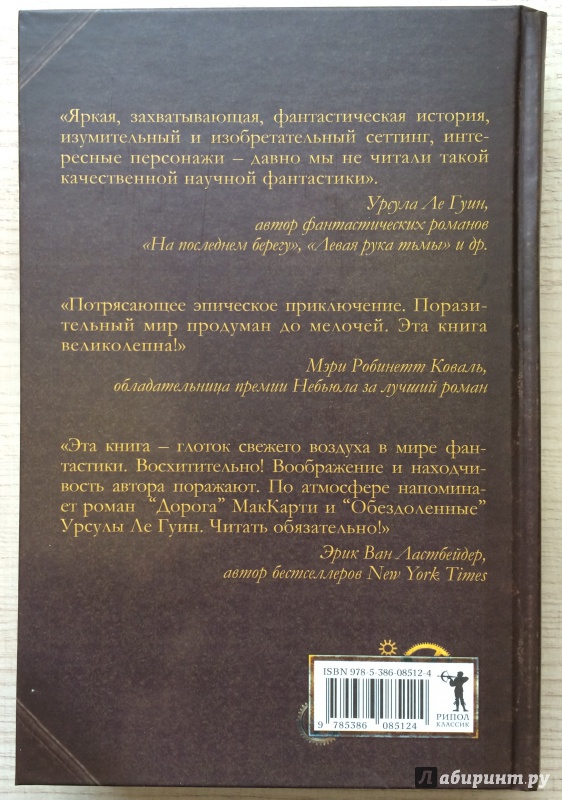 «Яркая, захватывающая, фантастическая история,
изумительный и изобретательный сеттинг, инте-
ресные персонажи – давно мы не читали такой
качественной научной фантастики».
Урсула Ле Гуин,
автор фантастических романов
«На последнем берегу», «Левая рука тьмы» и др.
«Потрясающее эпическое приключение. Порази-
тельный мир продуман до мелочей. Эта книга
великолепна!»
Мэри Робинетт Коваль,
обладательница премии Небьюла за лучший роман
«Эта книга – глоток свежего воздуха в мире фан-
тастики. Восхитительно! Воображение и находчи-
вость автора поражают. По атмосфере напомина-
ет роман “Дорога” МакКарти и “Обездоленные”
Урсулы Ле Гуин. Читать обязательно!»
Эрик Ван Ластбейдер,
автор бестселлеров New York Times
ISBN 978-5-386-08512-4
9 785386 085124
РИПОЛ
КЛАССИК
Лабиринт.ру